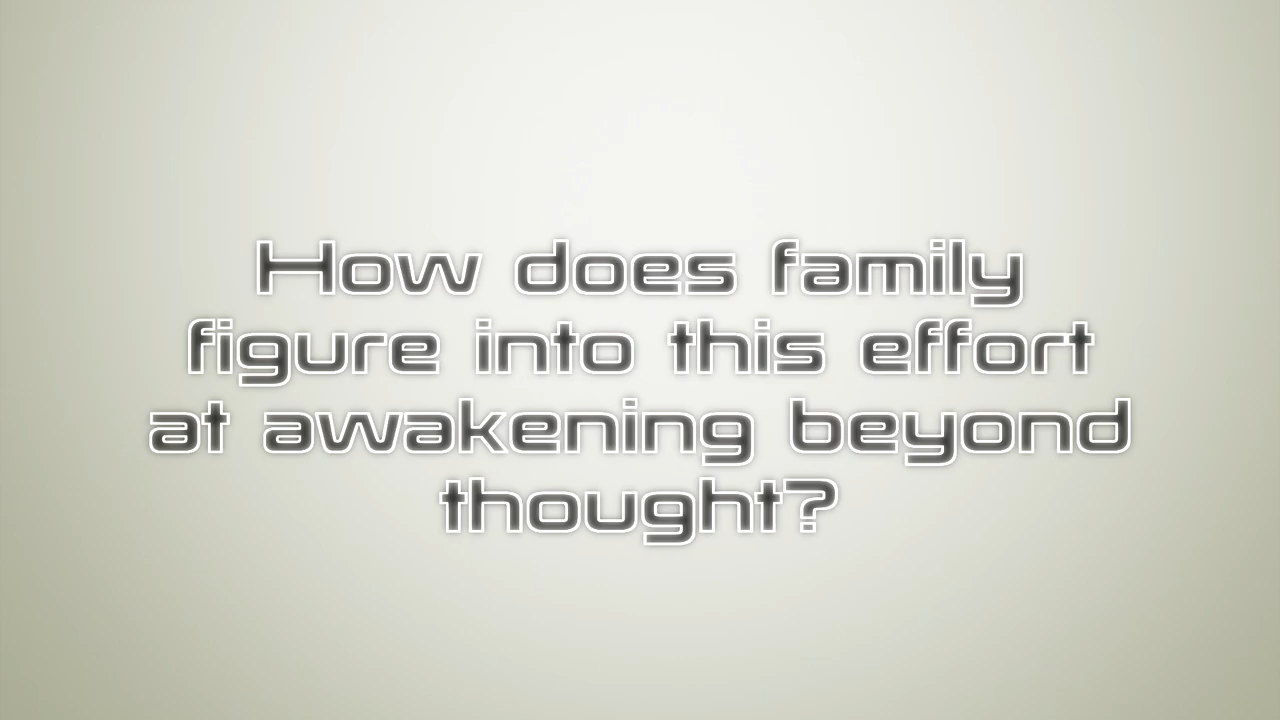 How does family
figure into this effort
at awakening beyond
thought?